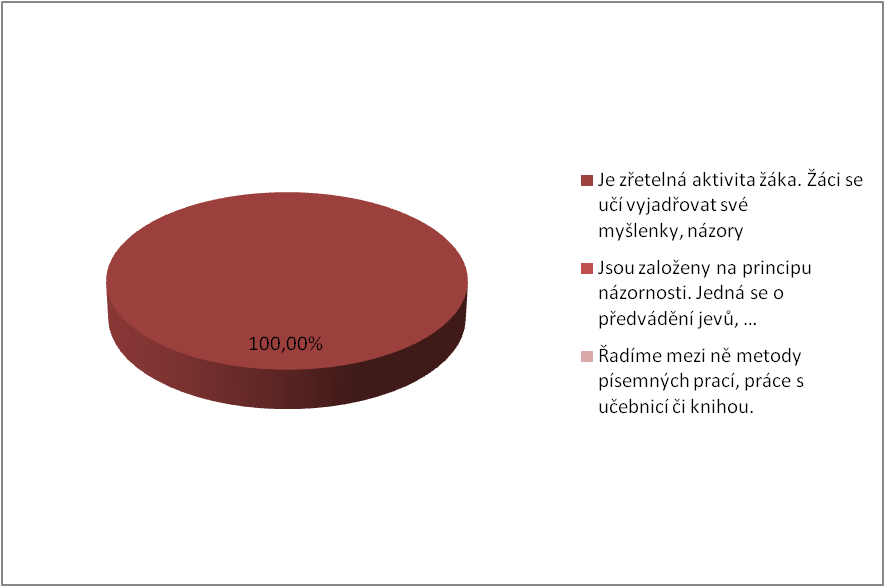 100,00%
Je zřetelná aktivita žáka. Žáci se
učí vyjadřovat své
myšlenky, názory
Jsou založeny na principu
názornosti. Jedná se o
předvádění jevů, ...
Řadíme mezi ně metody
písemných prací, práce s
učebnicí či knihou.